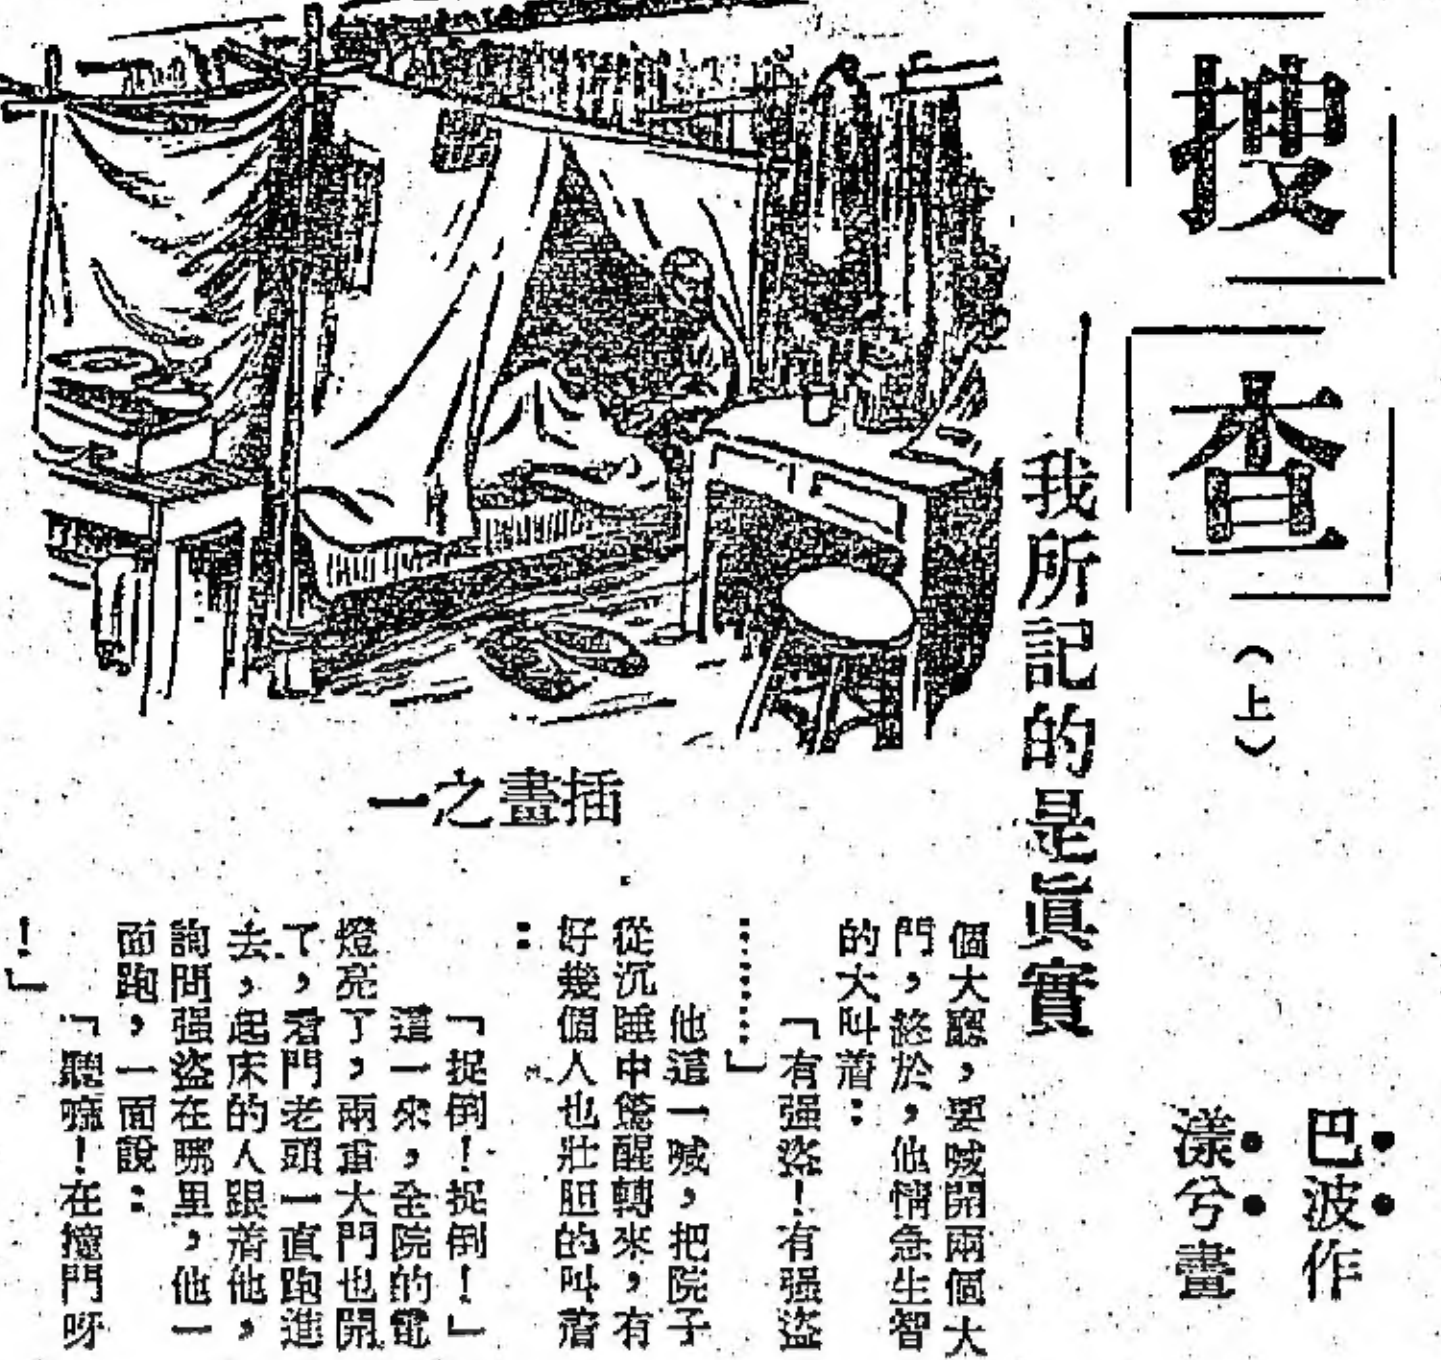 搜查
（上）
——我所記的是眞實
巴波作
漾兮畫
插畫之一
個大廳，要喊開兩個大
門，終於，他情急生智
的大叫着：
「有强盜！有强盜
………」
他這一喊，把院子
從沉睡中驚醒轉來，有
好幾個人也壯胆的叫着
：
「捉倒！捉倒！」
這一來，全院的電
燈亮了，兩重大門也開
了，看門老頭一直跑進
去，起床的人跟着他，
詢問强盜在哪里，他一
面跑，一面說：
「聽嘛！在撞門呀
！」